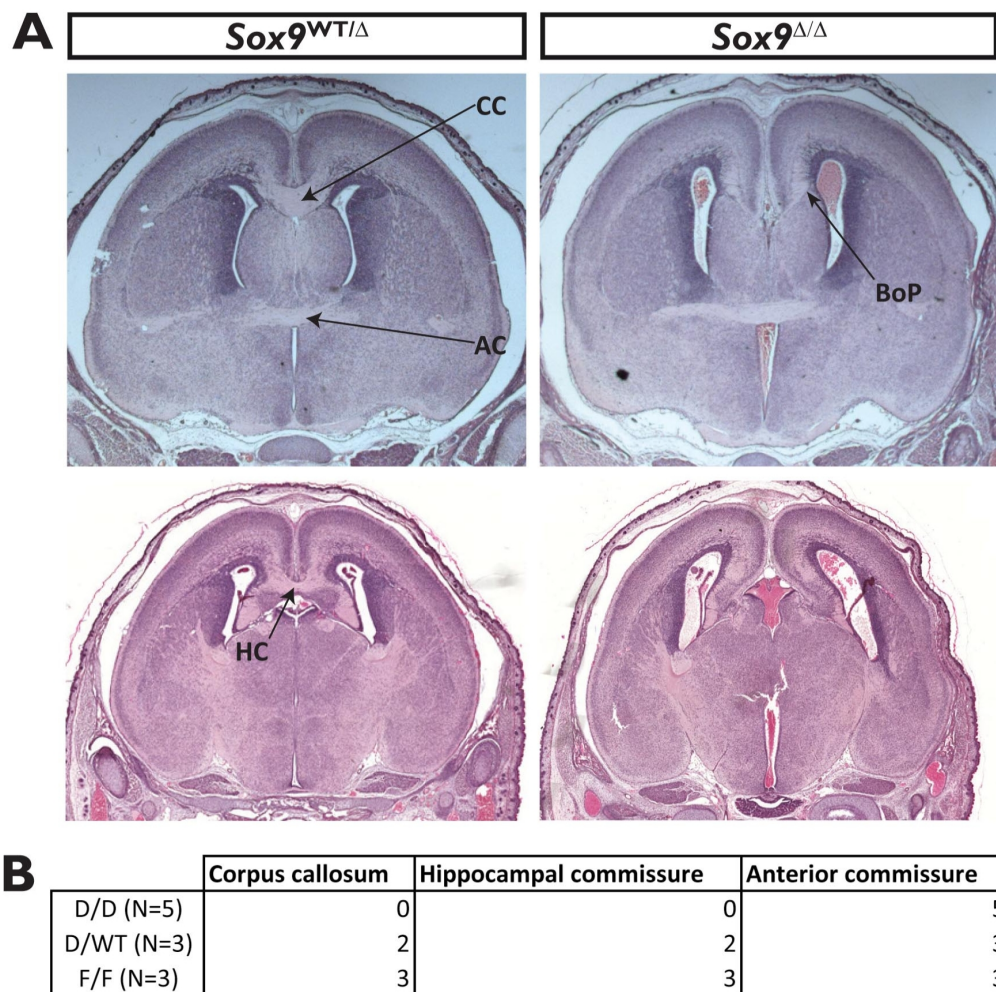 A
Sox9WT/Δ
Sox9Δ/Δ
CC
BoP
AC
HC
B
Corpus callosum Hippocampal commissure Anterior commissure
D/D (N=5) 0 0 5
D/WT (N=3) 2 2 3
F/F (N=3) 3 3 3